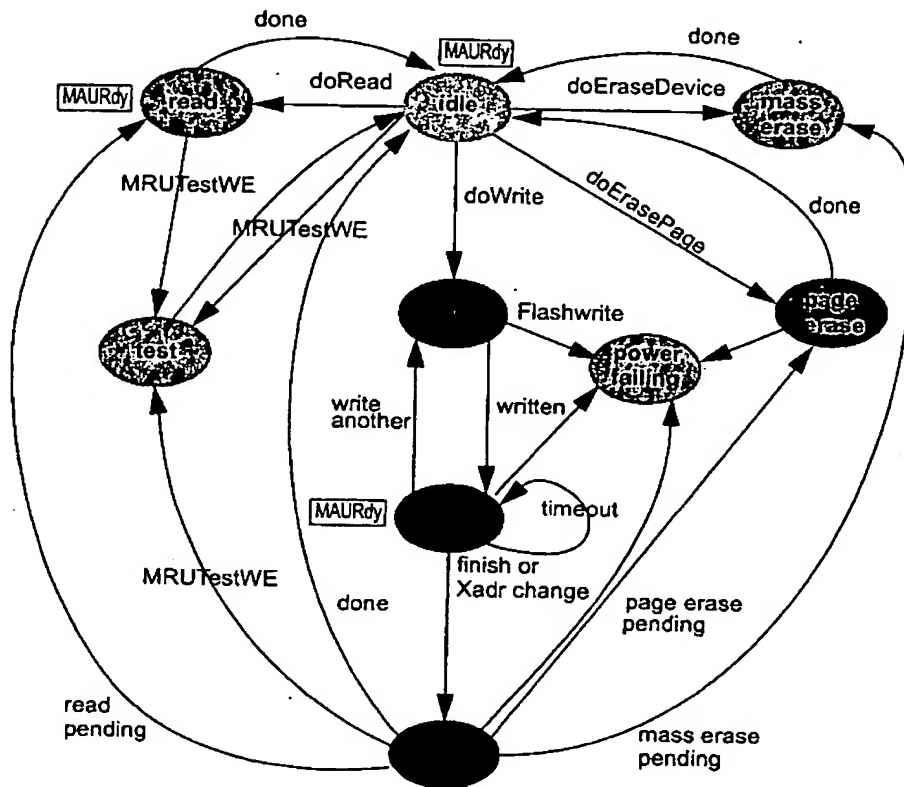 done
MAURdy
done
MAURdy
read
doRead
idle
doEraseDevice
mass
erase
MRUTestWE
MRUTestWE
doWrite
doErasePage
done
Flashwrite
page
erase
test
power
failing
write
another
written
MAURdy
timeout
MRUTestWE
done
finish or
Xadr change
page erase
pending
read
pending
mass erase
pending